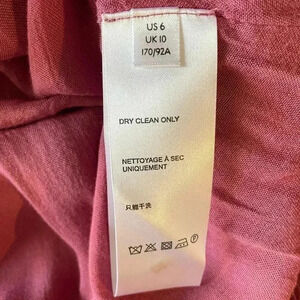 US 6
UK 10
170/92A
DRY CLEAN ONLY
NETTOYAGE À SEC
UNIQUEMENT
只能干洗